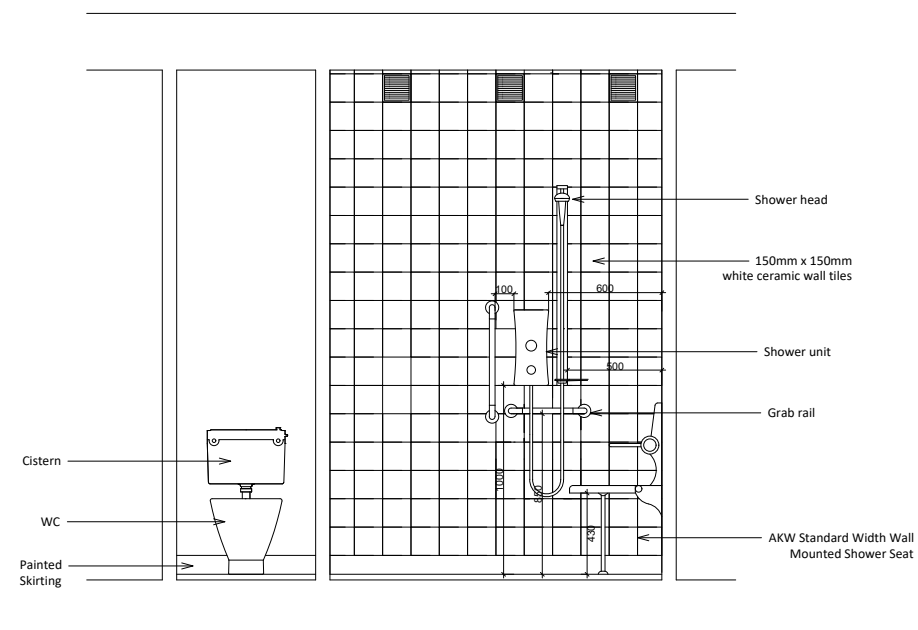 Shower head
150mm x 150mm
white ceramic wall tiles
100
600
Shower unit
500
Grab rail
Cistern
1000
850
WC
430
AKW Standard Width Wall
Mounted Shower Seat
Painted
Skirting